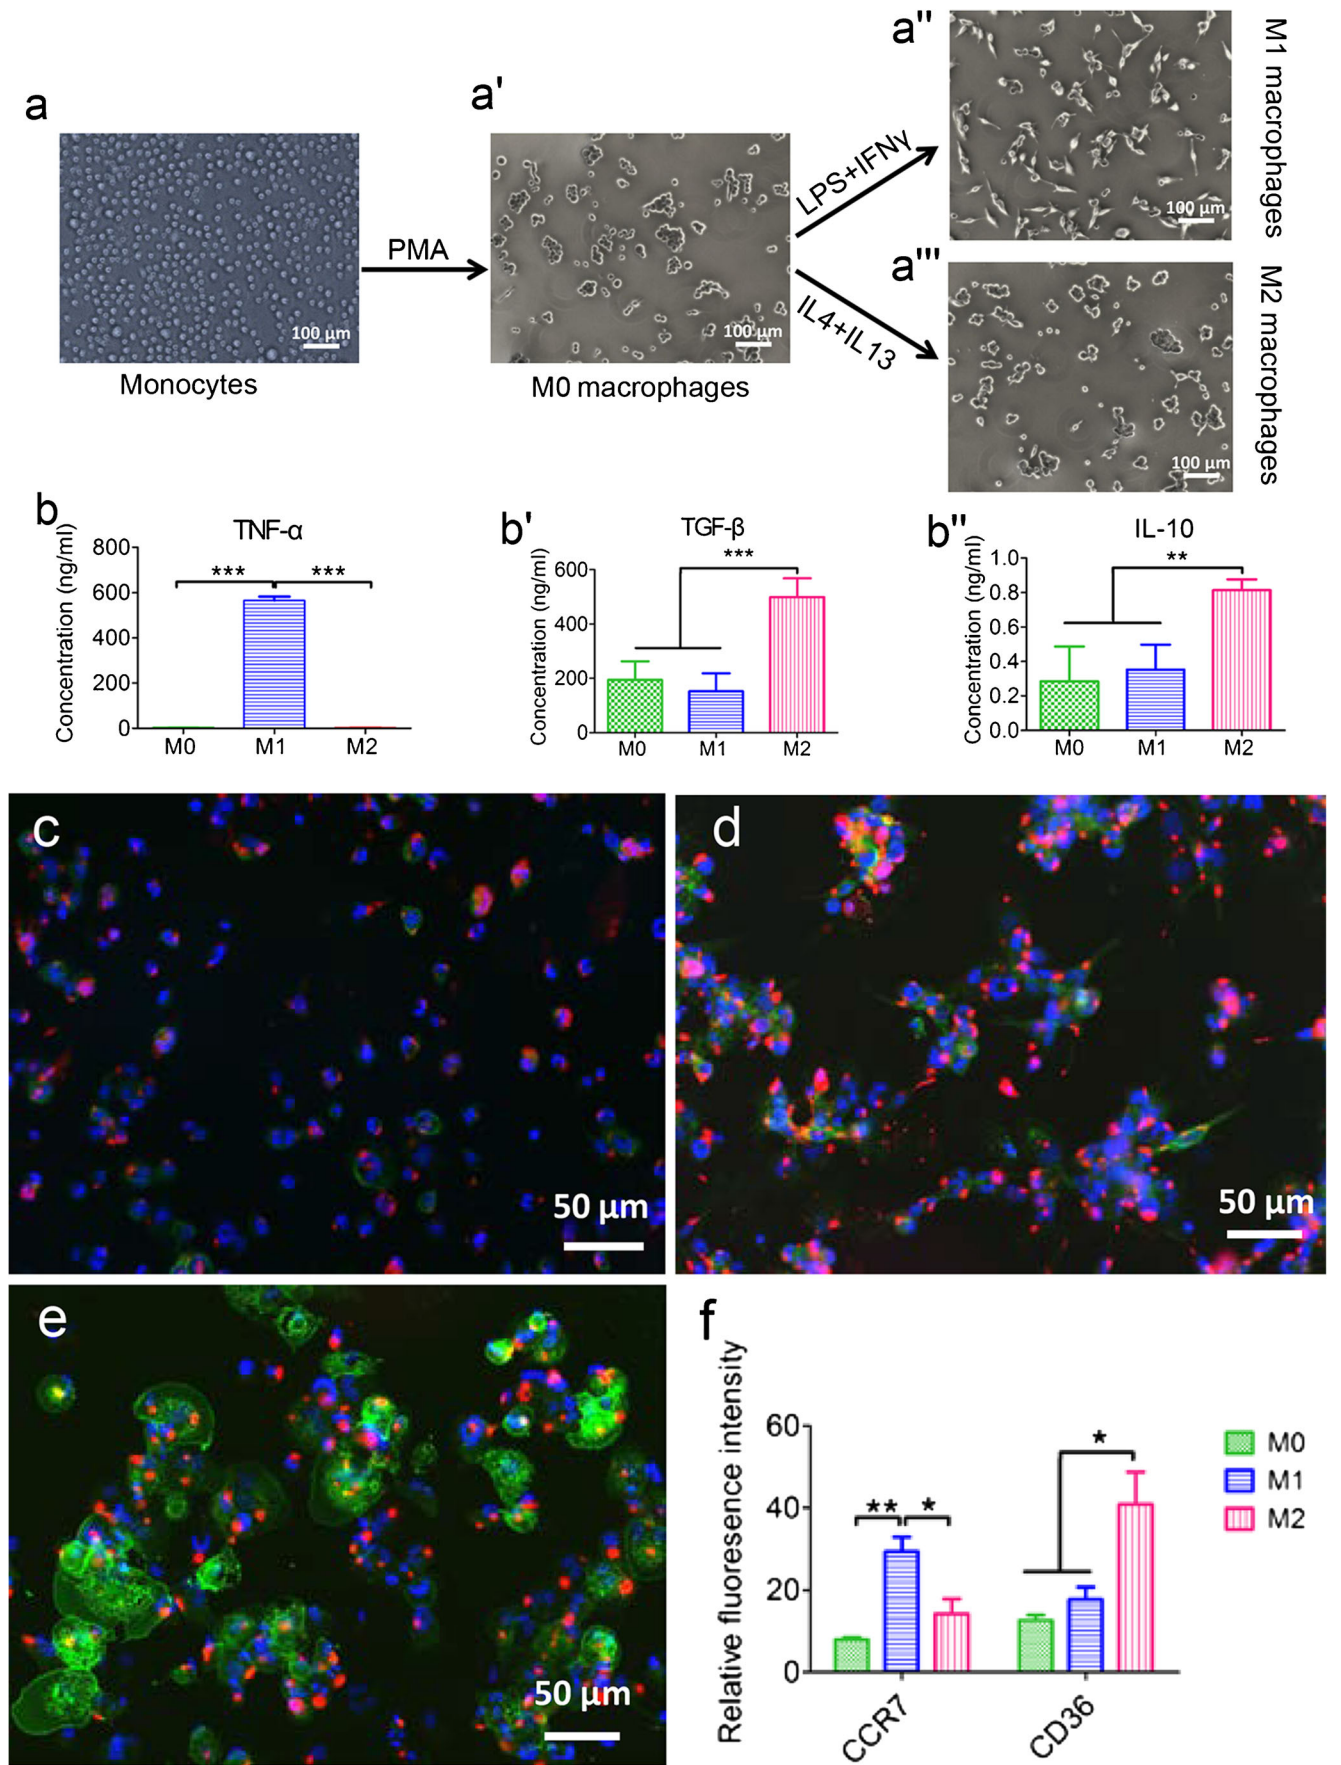 a
100 µm
Monocytes
PMA
a'
100 µm
M0 macrophages
LPS+IFNγ
IL4+IL13
a''
100 µm
M1 macrophages
a'''
100 µm
M2 macrophages
b
TNF-α
Concentration (ng/ml)
800
600
400
200
0
*** ***
M0 M1 M2
b'
TGF-β
Concentration (ng/ml)
600
400
200
0
***
M0 M1 M2
b''
IL-10
Concentration (ng/ml)
1.0
0.8
0.6
0.4
0.2
0.0
**
M0 M1 M2
c
50 µm
d
50 µm
e
50 µm
f
Relative fluoresence intensity
60
40
20
0
** *
*
CCR7 CD36
M0
M1
M2